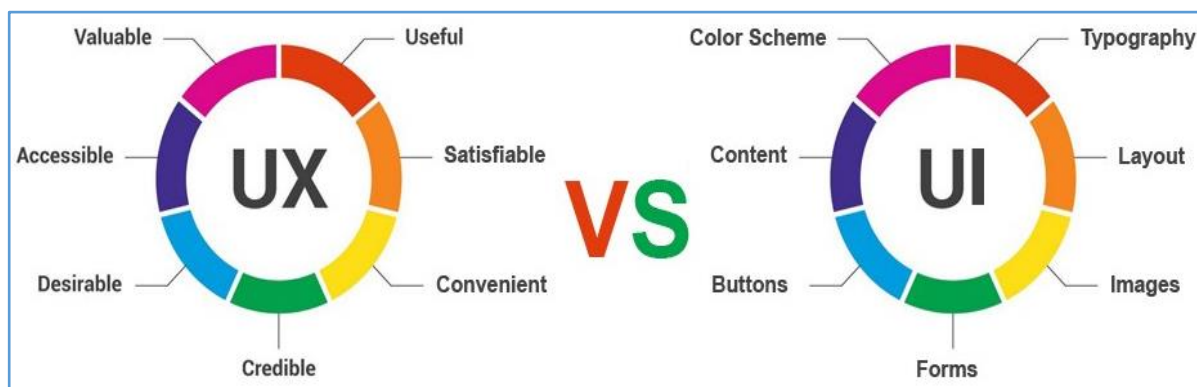 Valuable
Useful
Accessible
UX
Satisfiable
Desirable
Convenient
Credible
VS
Color Scheme
Typography
Content
UI
Layout
Buttons
Images
Forms